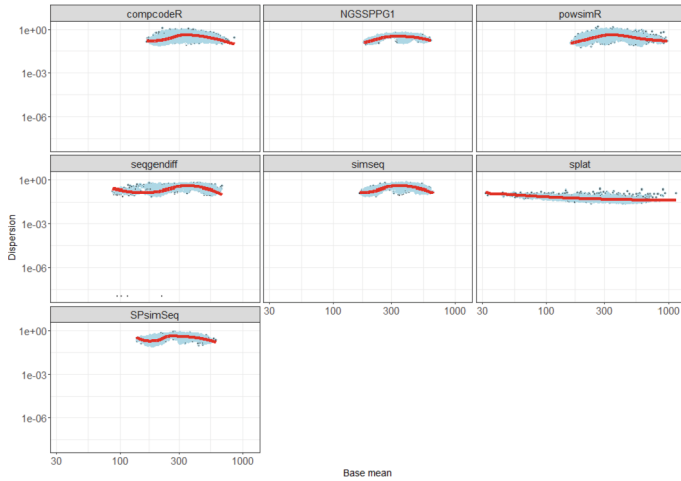 compcodeR NGSSPPG1 powsimR
1e+00
1e-03
1e-06
seqgendiff simseq splat
1e+00
1e-03
1e-06
30 100 300 1000 30 100 300 1000
SPsimSeq
1e+00
1e-03
1e-06
30 100 300 1000
Dispersion
Base mean